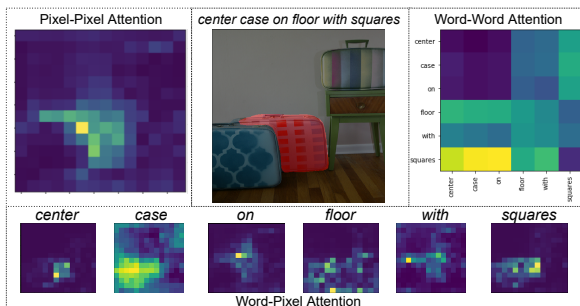 Pixel-Pixel Attention
center case on floor with squares
Word-Word Attention
center
case
on
floor
with
squares
center
case
on
floor
with
squares
center case on floor with squares
Word-Pixel Attention